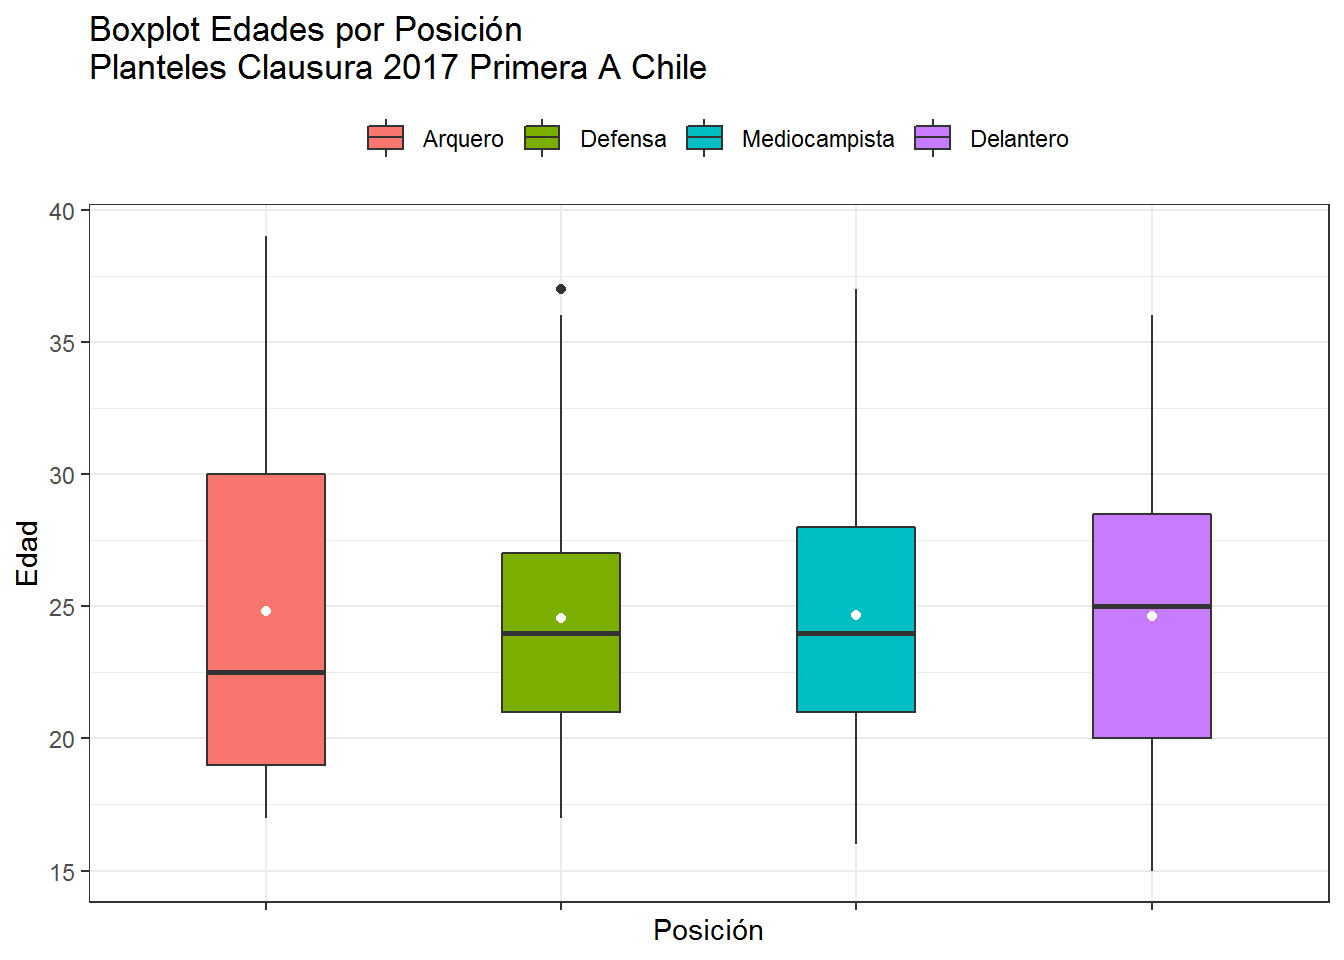 Boxplot Edades por Posición
Planteles Clausura 2017 Primera A Chile
Arquero Defensa Mediocampista Delantero
40
35
30
25
20
15
Edad
Posición